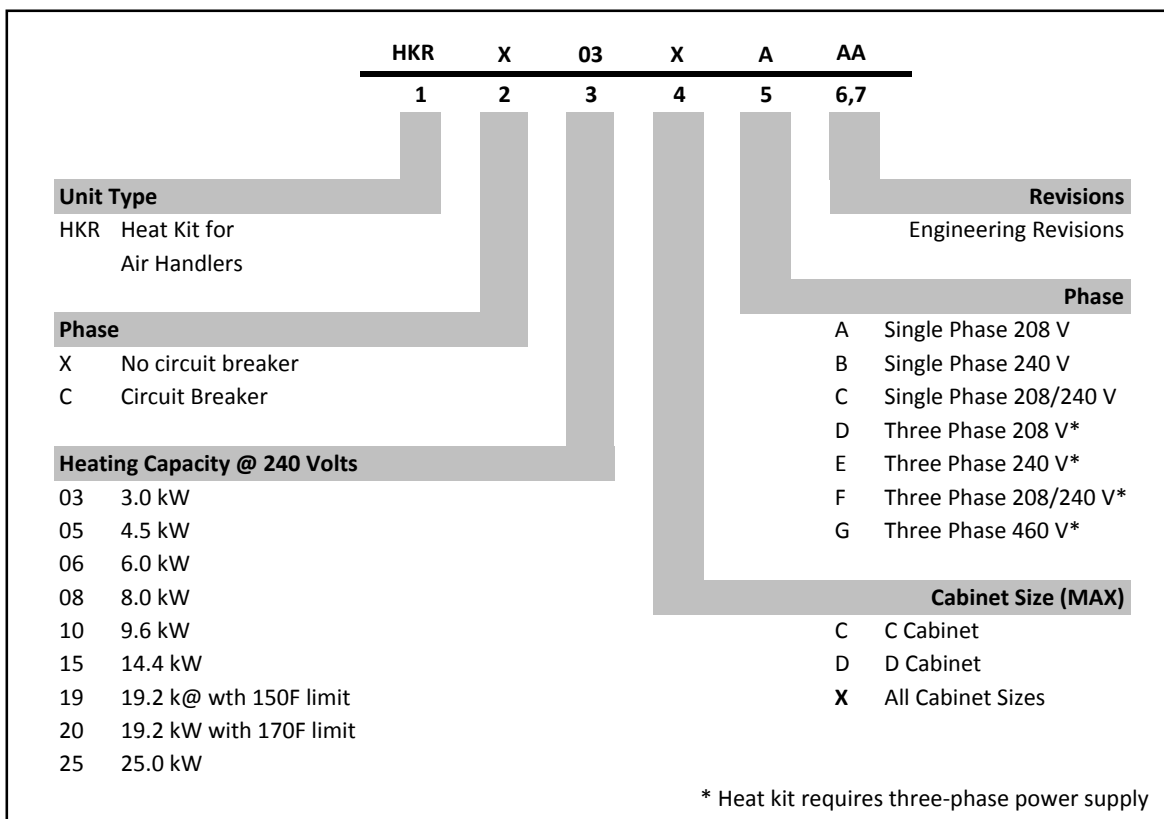 HKR X 03 X A AA
1 2 3 4 5 6,7
Unit Type
HKR Heat Kit for
Air Handlers
Phase
X No circuit breaker
C Circuit Breaker
Heating Capacity @ 240 Volts
03 3.0 kW
05 4.5 kW
06 6.0 kW
08 8.0 kW
10 9.6 kW
15 14.4 kW
19 19.2 k@ wth 150F limit
20 19.2 kW with 170F limit
25 25.0 kW
Revisions
Engineering Revisions
Phase
A Single Phase 208 V
B Single Phase 240 V
C Single Phase 208/240 V
D Three Phase 208 V*
E Three Phase 240 V*
F Three Phase 208/240 V*
G Three Phase 460 V*
Cabinet Size (MAX)
C C Cabinet
D D Cabinet
X All Cabinet Sizes
* Heat kit requires three-phase power supply